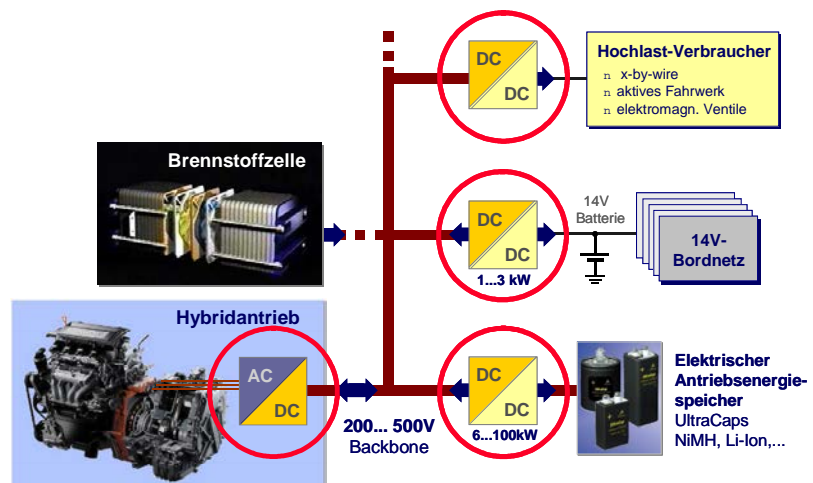 DC
DC
Hochlast-Verbraucher
n x-by-wire
n aktives Fahrwerk
n elektromagn. Ventile
Brennstoffzelle
DC
DC
1...3 kW
14V
Batterie
14V-
Bordnetz
Hybridantrieb
AC
DC
200... 500V
Backbone
DC
DC
6...100kW
Elektrischer
Antriebsenergie-
speicher
UltraCaps
NiMH, Li-Ion,...